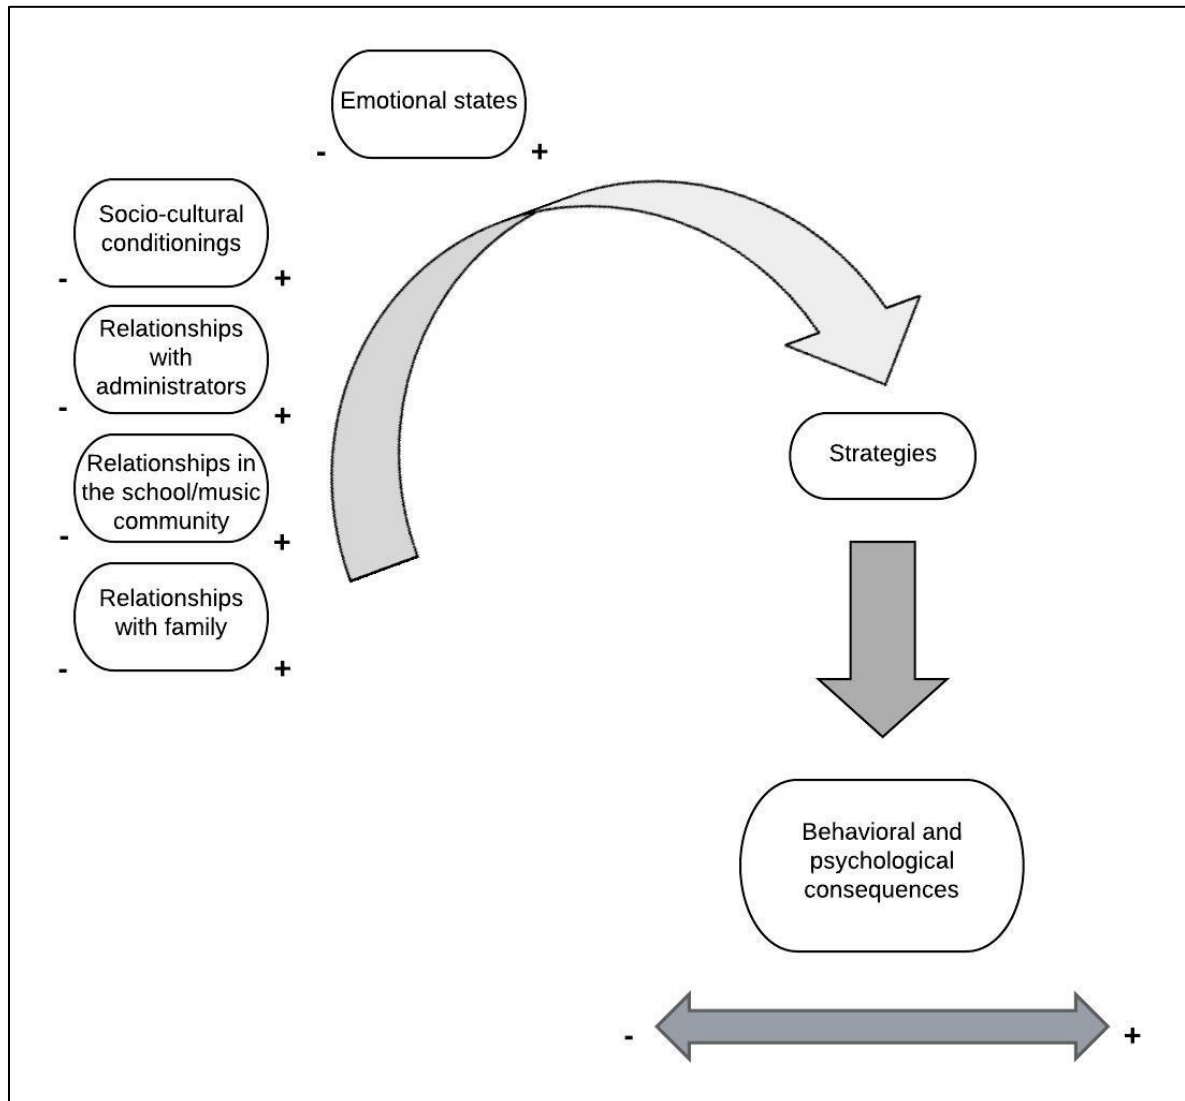 Emotional states
- +
Socio-cultural
conditionings
- +
Relationships
with
administrators
- +
Relationships in
the school/music
community
- +
Relationships
with family
- +
Strategies
Behavioral and
psychological
consequences
- +